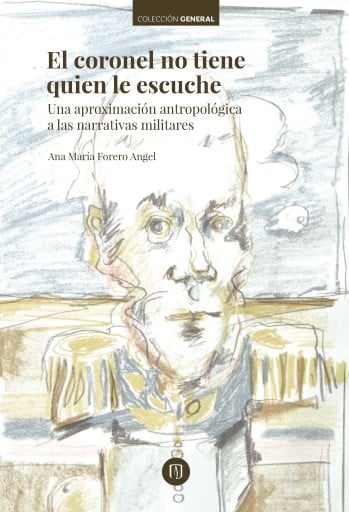 COLECCIÓN GENERAL
El coronel no tiene
quien le escuche
Una aproximación antropológica
a las narrativas militares
Ana María Forero Angel